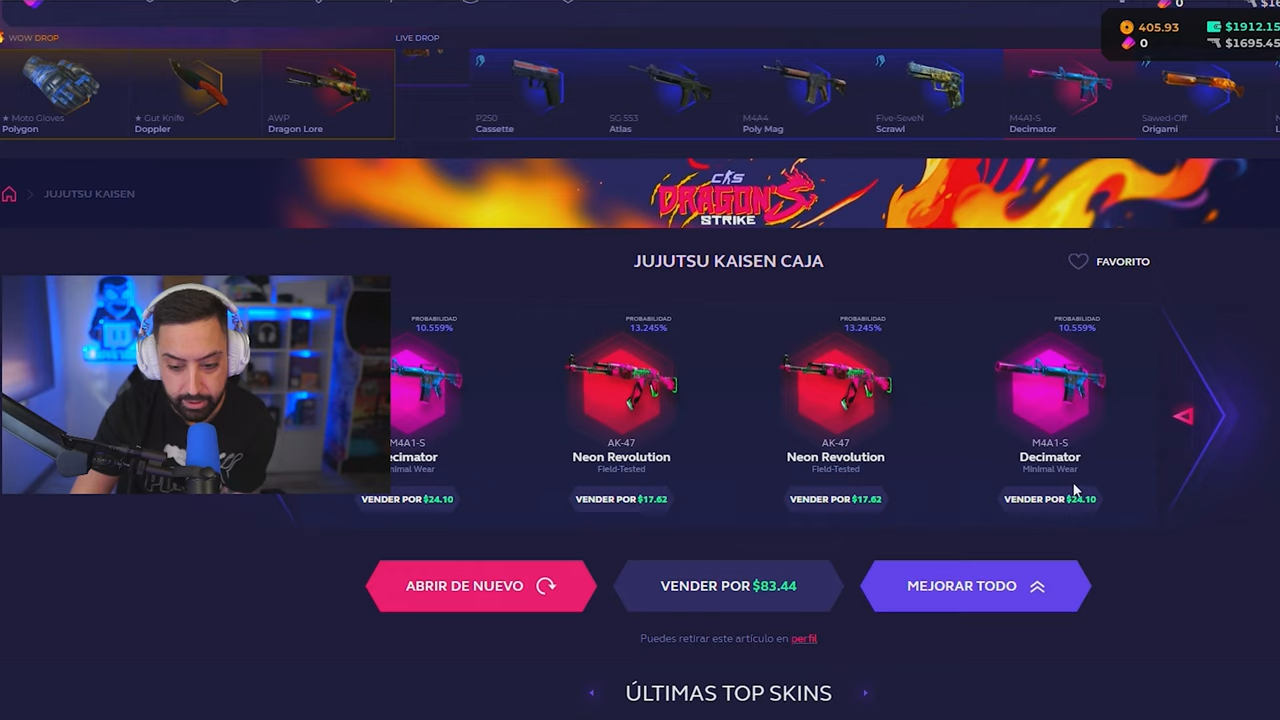 0
405.93
$1912.15
0
$1695.45
WOW DROP
LIVE DROP
★ Moto Gloves
Polygon
★ Gut Knife
Doppler
AWP
Dragon Lore
P250
Cassette
SG 553
Atlas
M4A4
Poly Mag
Five-SeveN
Scrawl
M4A1-S
Decimator
Sawed-Off
Origami
JUJUTSU KAISEN
DRAGON'S
STRIKE
JUJUTSU KAISEN CAJA
FAVORITO
PROBABILIDAD
10.559%
M4A1-S
ecimator
nimal Wear
VENDER POR $24.10
PROBABILIDAD
13.245%
AK-47
Neon Revolution
Field-Tested
VENDER POR $17.62
PROBABILIDAD
13.245%
AK-47
Neon Revolution
Field-Tested
VENDER POR $17.62
PROBABILIDAD
10.559%
M4A1-S
Decimator
Minimal Wear
VENDER POR $24.10
ABRIR DE NUEVO
VENDER POR $83.44
MEJORAR TODO
Puedes retirar este artículo en perfil
ÚLTIMAS TOP SKINS